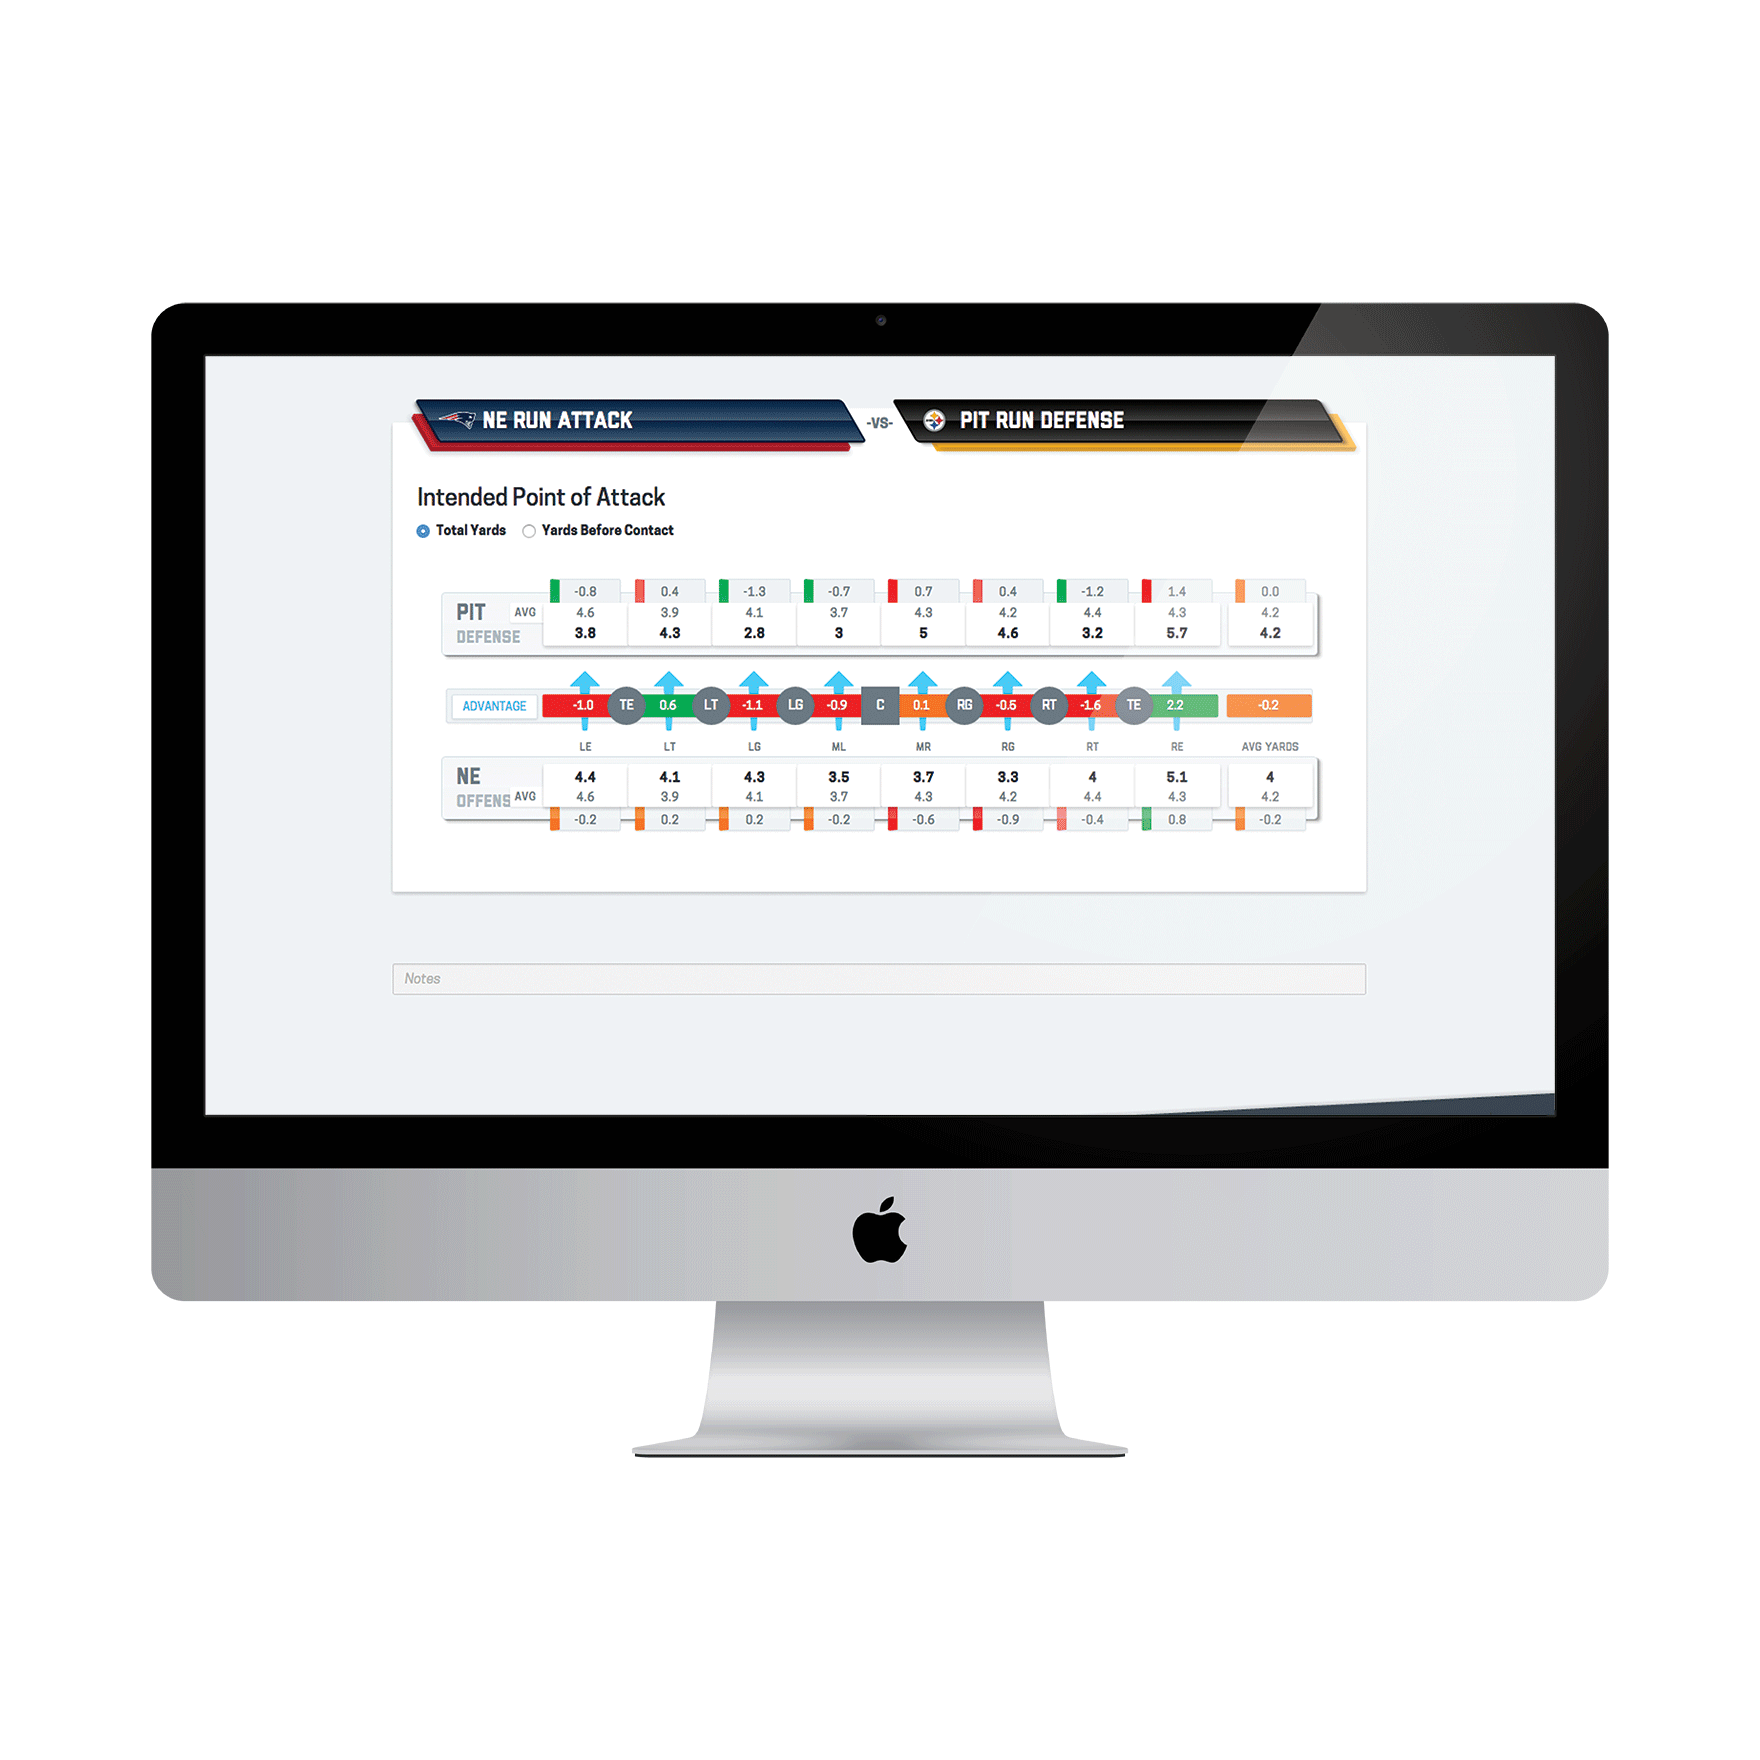 NE RUN ATTACK -VS- PIT RUN DEFENSE
Intended Point of Attack
Total Yards Yards Before Contact
-0.8 0.4 -1.3 -0.7 0.7 0.4 -1.2 1.4 0.0
PIT AVG 4.6 3.9 4.1 3.7 4.3 4.2 4.4 4.3 4.2
DEFENSE 3.8 4.3 2.8 3 5 4.6 3.2 5.7 4.2
ADVANTAGE -1.0 TE 0.6 LT -1.1 LG -0.9 C 0.1 RG -0.5 RT -1.6 TE 2.2 -0.2
LE LT LG ML MR RG RT RE AVG YARDS
NE 4.4 4.1 4.3 3.5 3.7 3.3 4 5.1 4
OFFENS AVG 4.6 3.9 4.1 3.7 4.3 4.2 4.4 4.3 4.2
-0.2 0.2 0.2 -0.2 -0.6 -0.9 -0.4 0.8 -0.2
Notes